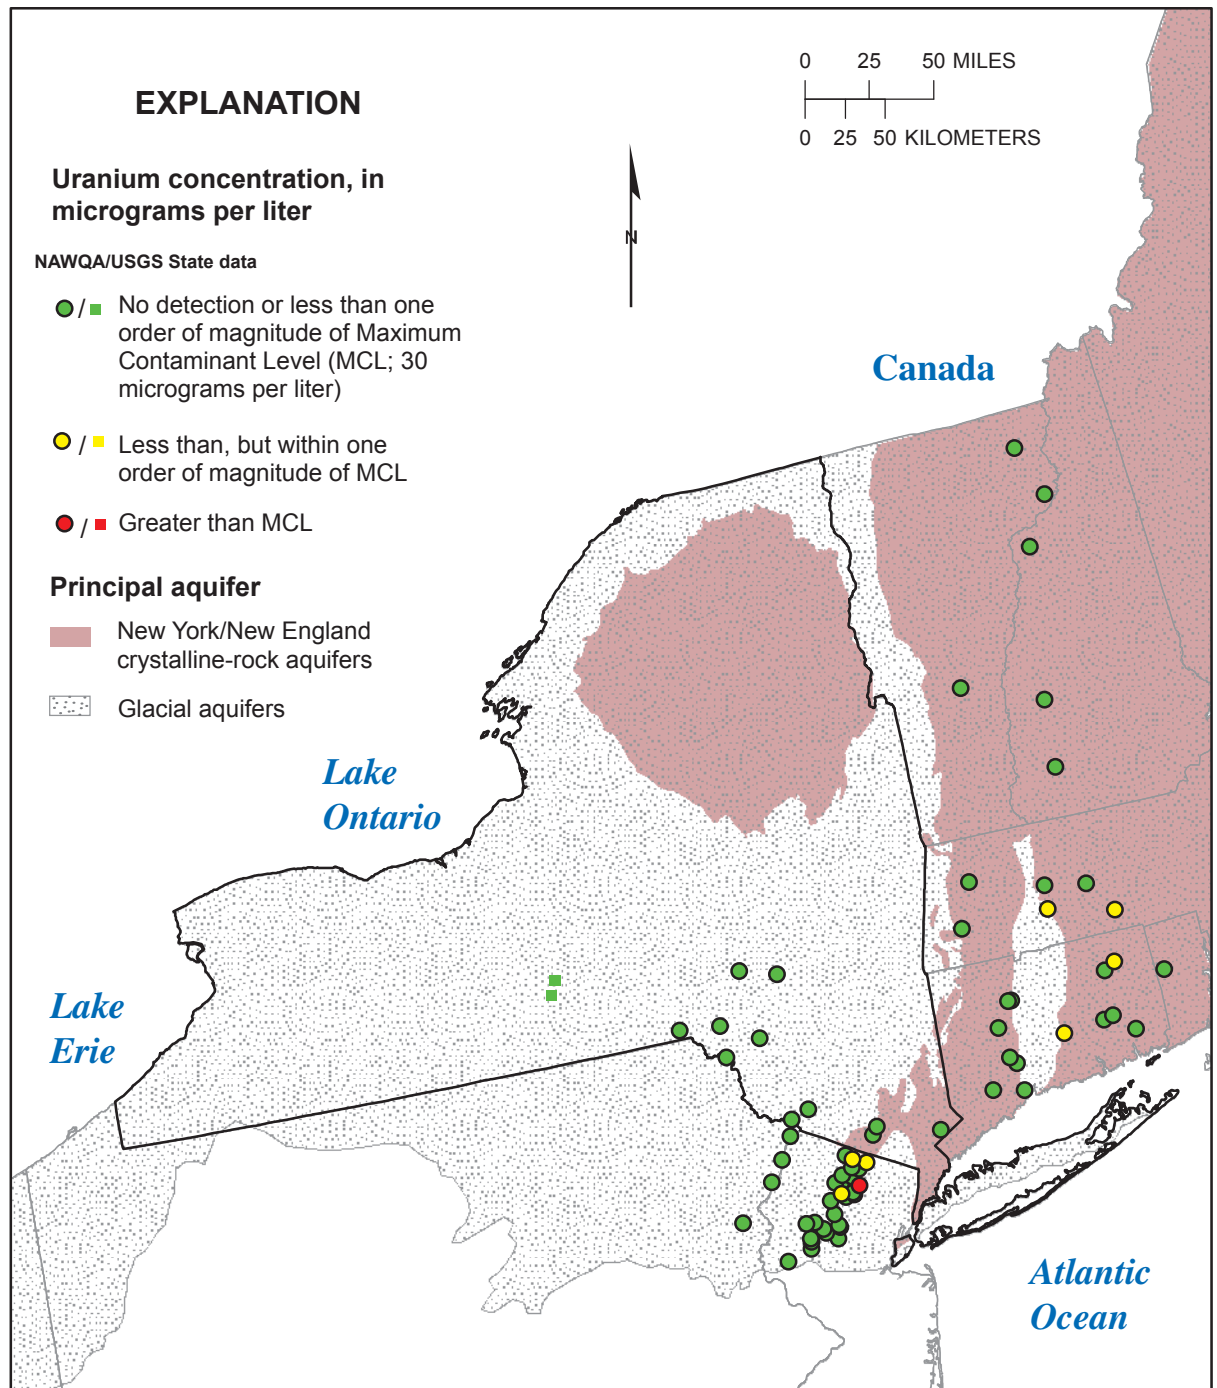 EXPLANATION
Uranium concentration, in
micrograms per liter
NAWQA/USGS State data
/ No detection or less than one
order of magnitude of Maximum
Contaminant Level (MCL; 30
micrograms per liter)
/ Less than, but within one
order of magnitude of MCL
/ Greater than MCL
Principal aquifer
New York/New England
crystalline-rock aquifers
Glacial aquifers
0 25 50 MILES
0 25 50 KILOMETERS
N
Canada
Lake
Ontario
Lake
Erie
Atlantic
Ocean